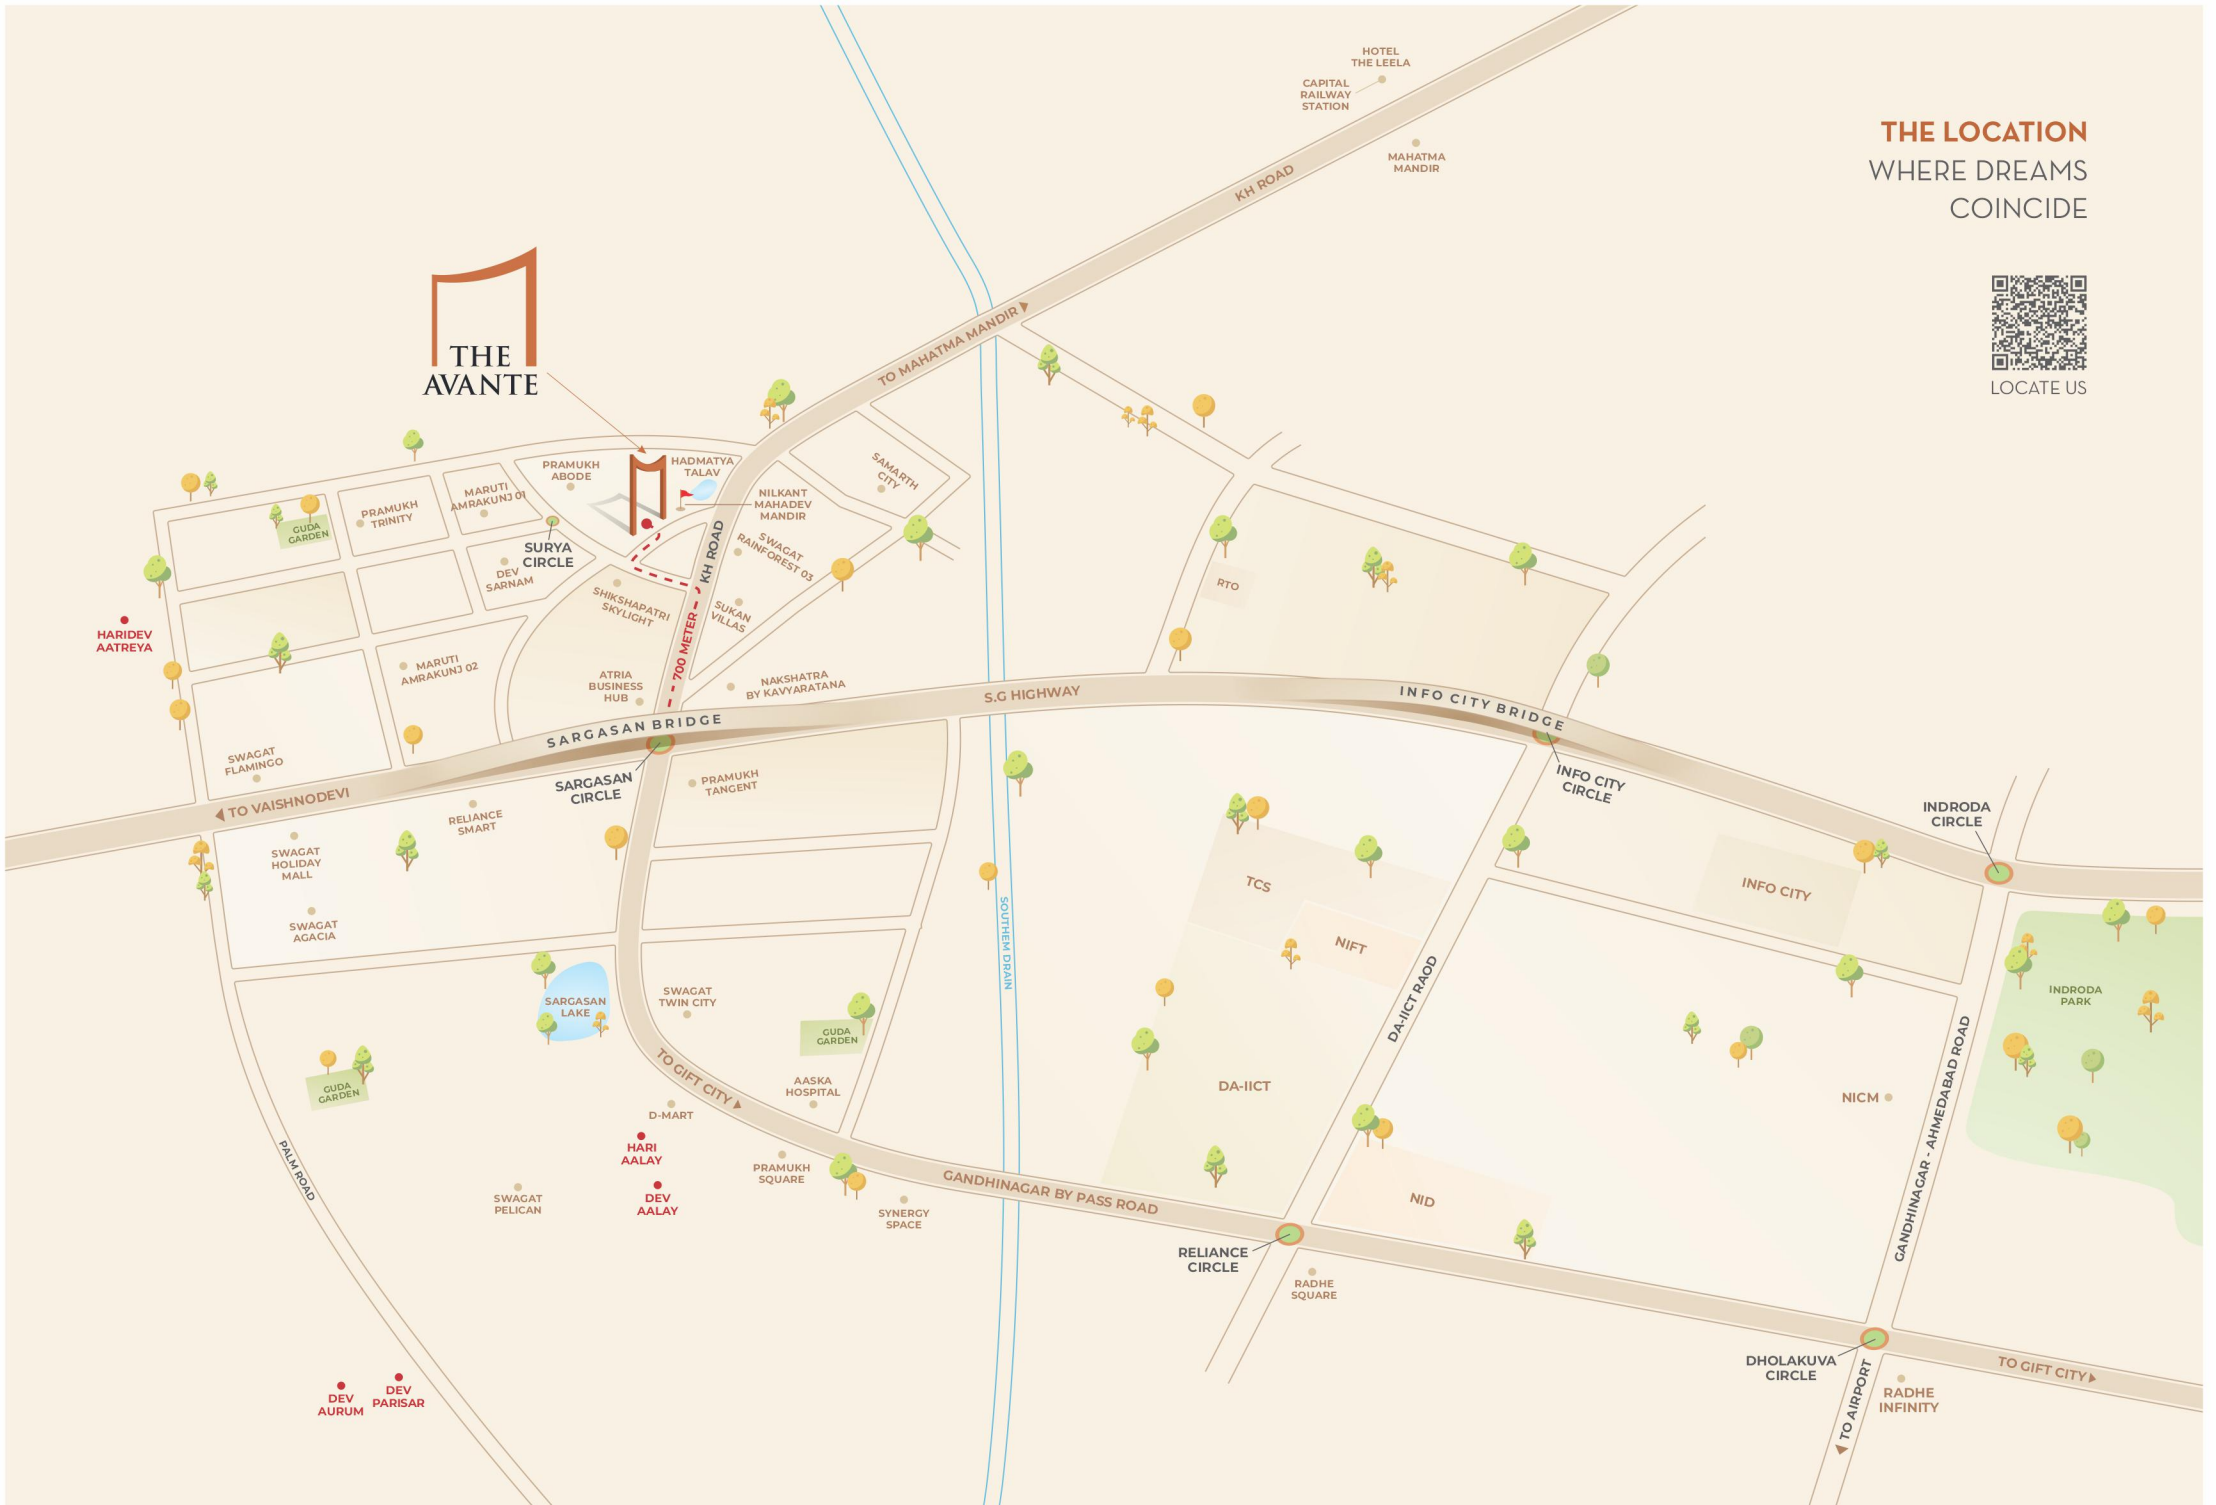 HOTEL
THE LEELA
CAPITAL
RAILWAY
STATION
MAHATMA
MANDIR
KH ROAD
THE LOCATION
WHERE DREAMS
COINCIDE
LOCATE US
THE
AVANTE
TO MAHATMA MANDIR
PRAMUKH
ABODE
HADMATYA
TALAV
NILKANT
MAHADEV
MANDIR
SAMARTH
CITY
MARUTI
AMRAKUNJ 01
PRAMUKH
TRINITY
GUDA
GARDEN
SURYA
CIRCLE
DEV
SARNAM
KH ROAD
SWAGAT
RAINFOREST 03
SHIKSHAPATRI
SKYLIGHT
SUKAN
VILLAS
700 METER
RTO
HARIDEV
AATREYA
MARUTI
AMRAKUNJ 02
ATRIA
BUSINESS
HUB
NAKSHATRA
BY KAVYARATANA
S.G HIGHWAY
INFO CITY BRIDGE
SARGASAN BRIDGE
SWAGAT
FLAMINGO
TO VAISHNODEVI
SARGASAN
CIRCLE
PRAMUKH
TANGENT
INFO CITY
CIRCLE
INDRODA
CIRCLE
RELIANCE
SMART
SWAGAT
HOLIDAY
MALL
SWAGAT
AGACIA
TCS
NIFT
INFO CITY
SOUTHEM DRAIN
DA-IICT RAOD
SARGASAN
LAKE
SWAGAT
TWIN CITY
GUDA
GARDEN
INDRODA
PARK
TO GIFT CITY
GUDA
GARDEN
AASKA
HOSPITAL
D-MART
DA-IICT
NICM
GANDHINAGAR - AHMEDABAD ROAD
HARI
AALAY
PALM ROAD
PRAMUKH
SQUARE
DEV
AALAY
SWAGAT
PELICAN
SYNERGY
SPACE
GANDHINAGAR BY PASS ROAD
NID
RELIANCE
CIRCLE
RADHE
SQUARE
DHOLAKUVA
CIRCLE
TO GIFT CITY
TO AIRPORT
RADHE
INFINITY
DEV
AURUM
DEV
PARISAR